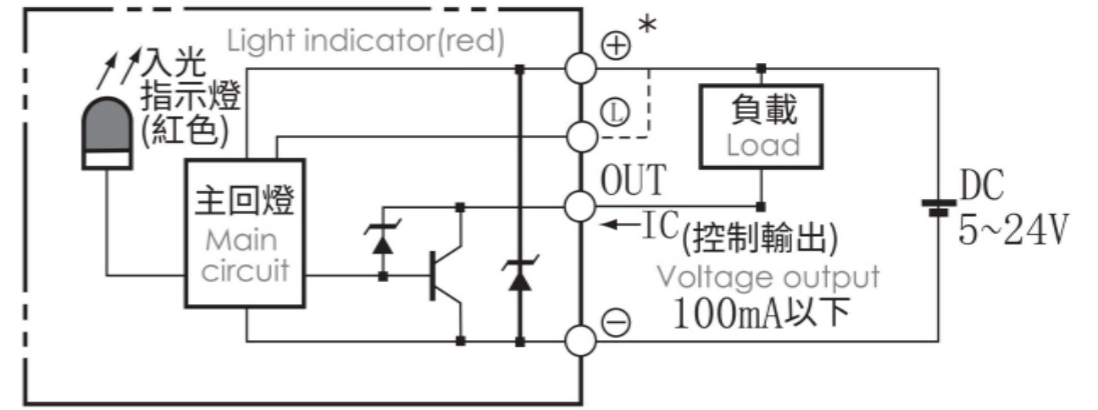 Light indicator(red)
入光
指示燈
(紅色)
主回燈
Main
circuit
⊕ *
Ⓛ
OUT
IC(控制輸出)
Voltage output
100mA以下
⊖
負載
Load
DC
5~24V